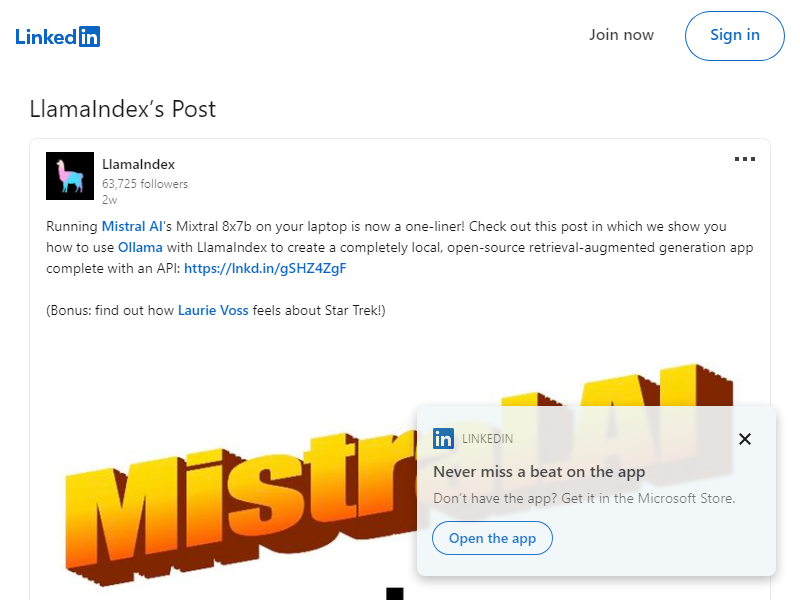 LinkedIn
Join now
Sign in
LlamaIndex’s Post
LlamaIndex
63,725 followers
2w
Running Mistral AI's Mixtral 8x7b on your laptop is now a one-liner! Check out this post in which we show you
how to use Ollama with LlamaIndex to create a completely local, open-source retrieval-augmented generation app
complete with an API: https://lnkd.in/gSHZ4ZgF
(Bonus: find out how Laurie Voss feels about Star Trek!)
Mistral AI
in LINKEDIN
Never miss a beat on the app
Don’t have the app? Get it in the Microsoft Store.
Open the app